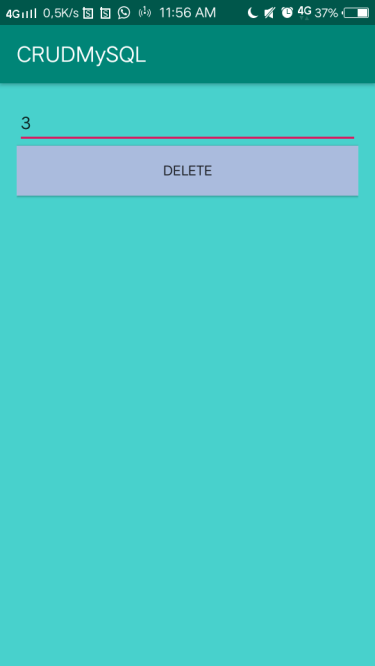 4G 0,5K/s 11:56 AM 4G 37%
CRUDMySQL
3
DELETE